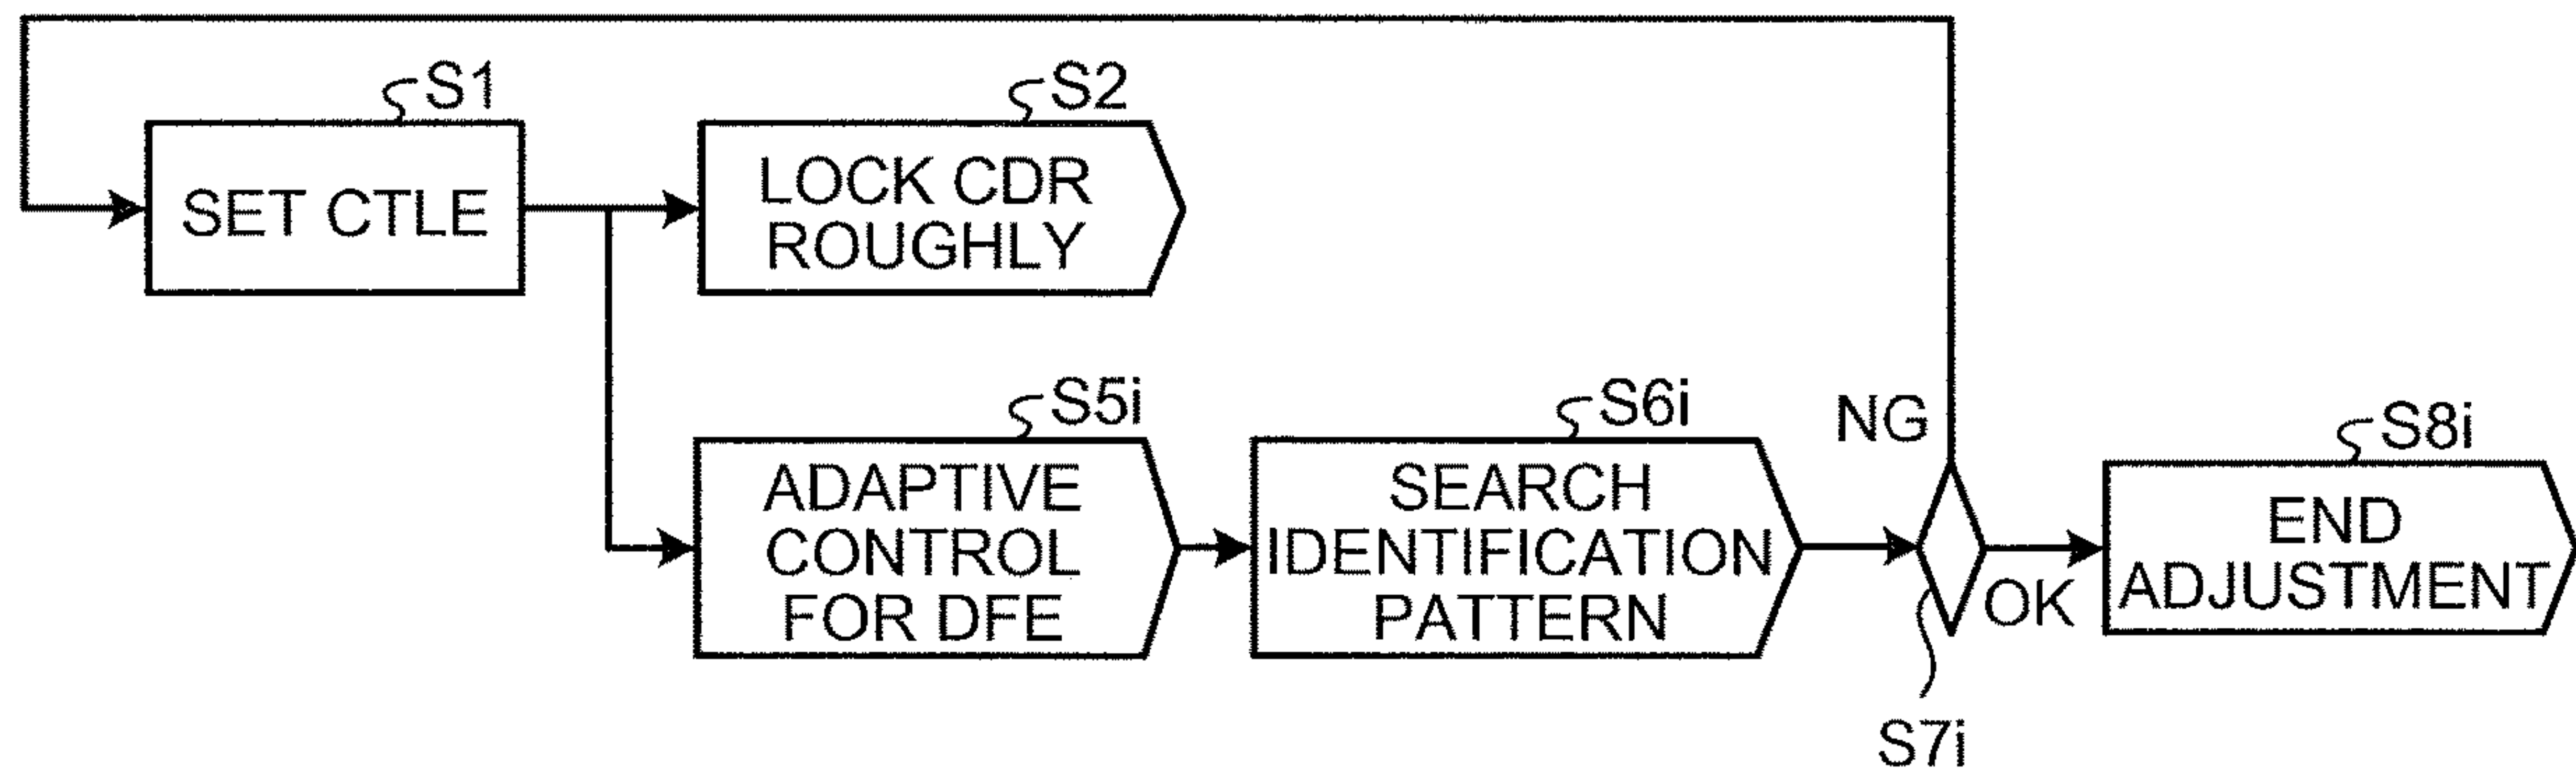 S1
SET CTLE
S2
LOCK CDR
ROUGHLY
S5i
ADAPTIVE
CONTROL
FOR DFE
S6i
SEARCH
IDENTIFICATION
PATTERN
NG
OK
S7i
S8i
END
ADJUSTMENT